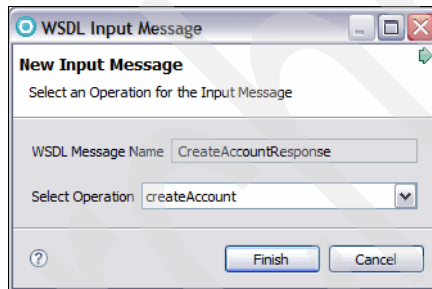 WSDL Input Message
New Input Message
Select an Operation for the Input Message
WSDL Message Name CreateAccountResponse
Select Operation createAccount
? Finish Cancel